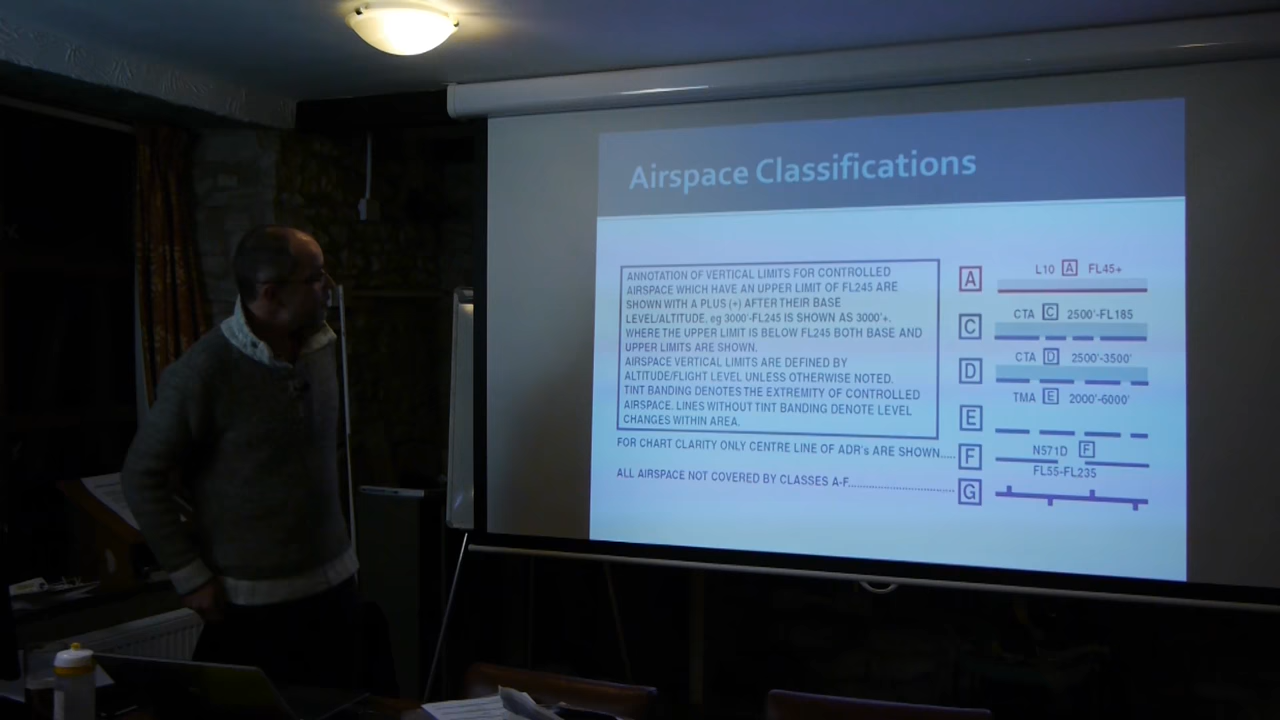 Airspace Classifications
ANNOTATION OF VERTICAL LIMITS FOR CONTROLLED
AIRSPACE WHICH HAVE AN UPPER LIMIT OF FL245 ARE
SHOWN WITH A PLUS (+) AFTER THEIR BASE
LEVEL/ALTITUDE. eg 3000'-FL245 IS SHOWN AS 3000'+.
WHERE THE UPPER LIMIT IS BELOW FL245 BOTH BASE AND
UPPER LIMITS ARE SHOWN.
AIRSPACE VERTICAL LIMITS ARE DEFINED BY
ALTITUDE/FLIGHT LEVEL UNLESS OTHERWISE NOTED.
TINT BANDING DENOTES THE EXTREMITY OF CONTROLLED
AIRSPACE. LINES WITHOUT TINT BANDING DENOTE LEVEL
CHANGES WITHIN AREA.
FOR CHART CLARITY ONLY CENTRE LINE OF ADR's ARE SHOWN.....
ALL AIRSPACE NOT COVERED BY CLASSES A-F................................
A L10 A FL45+
C CTA C 2500'-FL185
D CTA D 2500'-3500'
E TMA E 2000'-6000'
F N571D F
FL55-FL235
G